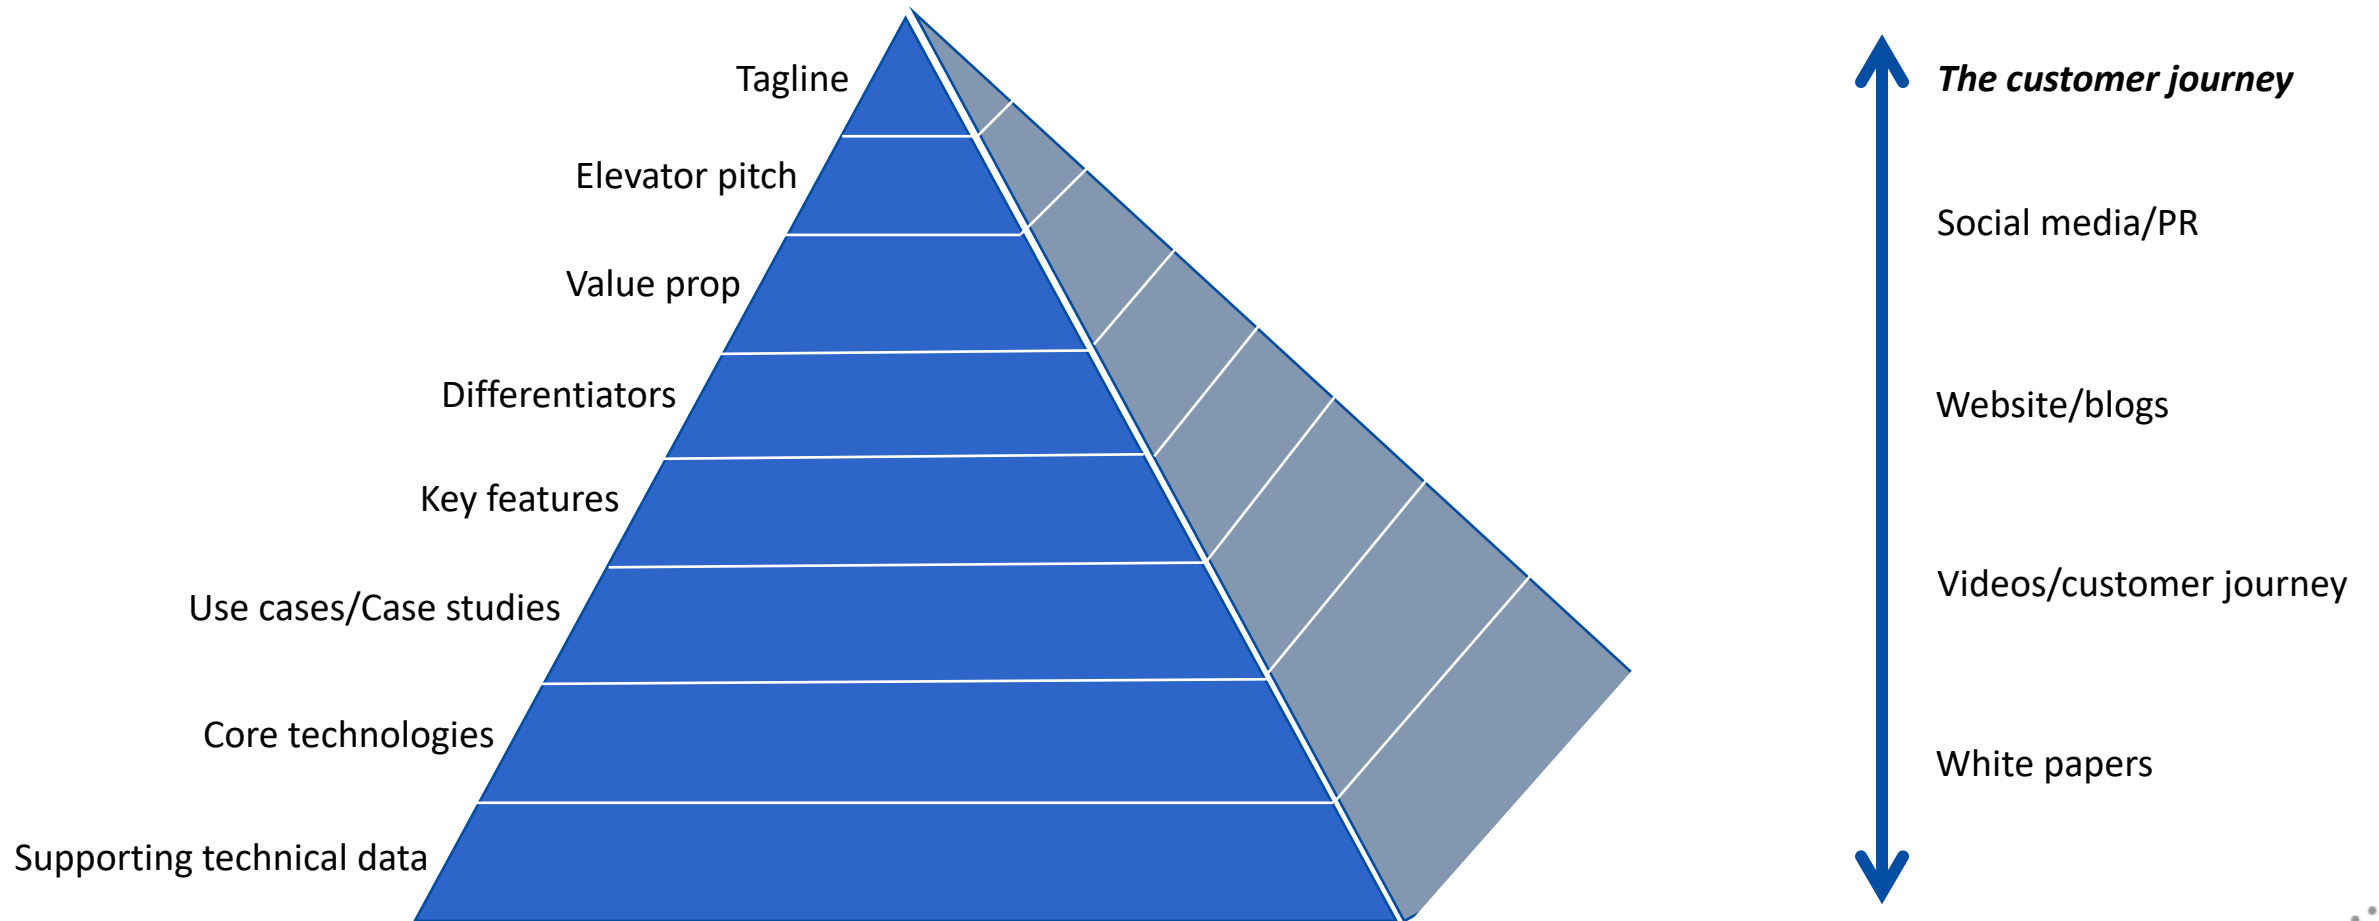 Tagline
Elevator pitch
Value prop
Differentiators
Key features
Use cases/Case studies
Core technologies
Supporting technical data
The customer journey
Social media/PR
Website/blogs
Videos/customer journey
White papers